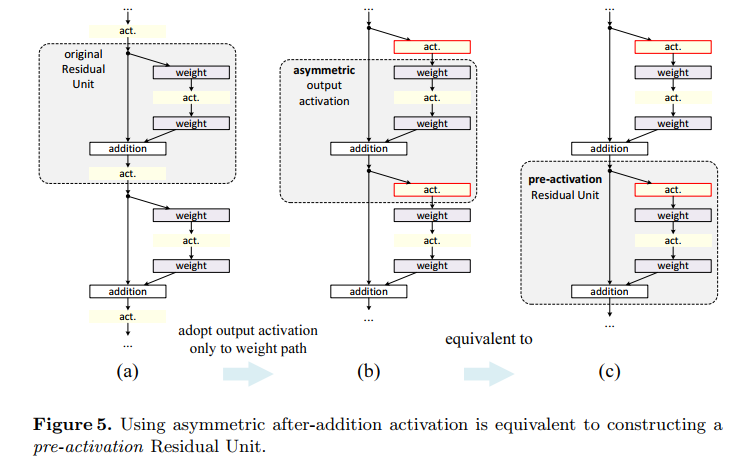 ...
act.
original
Residual
Unit
weight
act.
weight
addition
act.
weight
act.
weight
addition
act.
...
(a)
adopt output activation
only to weight path
...
act.
asymmetric
output
activation
weight
act.
weight
addition
act.
weight
act.
weight
addition
...
(b)
equivalent to
...
act.
weight
act.
weight
addition
pre-activation
Residual Unit
act.
weight
act.
weight
addition
...
(c)
Figure 5. Using asymmetric after-addition activation is equivalent to constructing a
pre-activation Residual Unit.